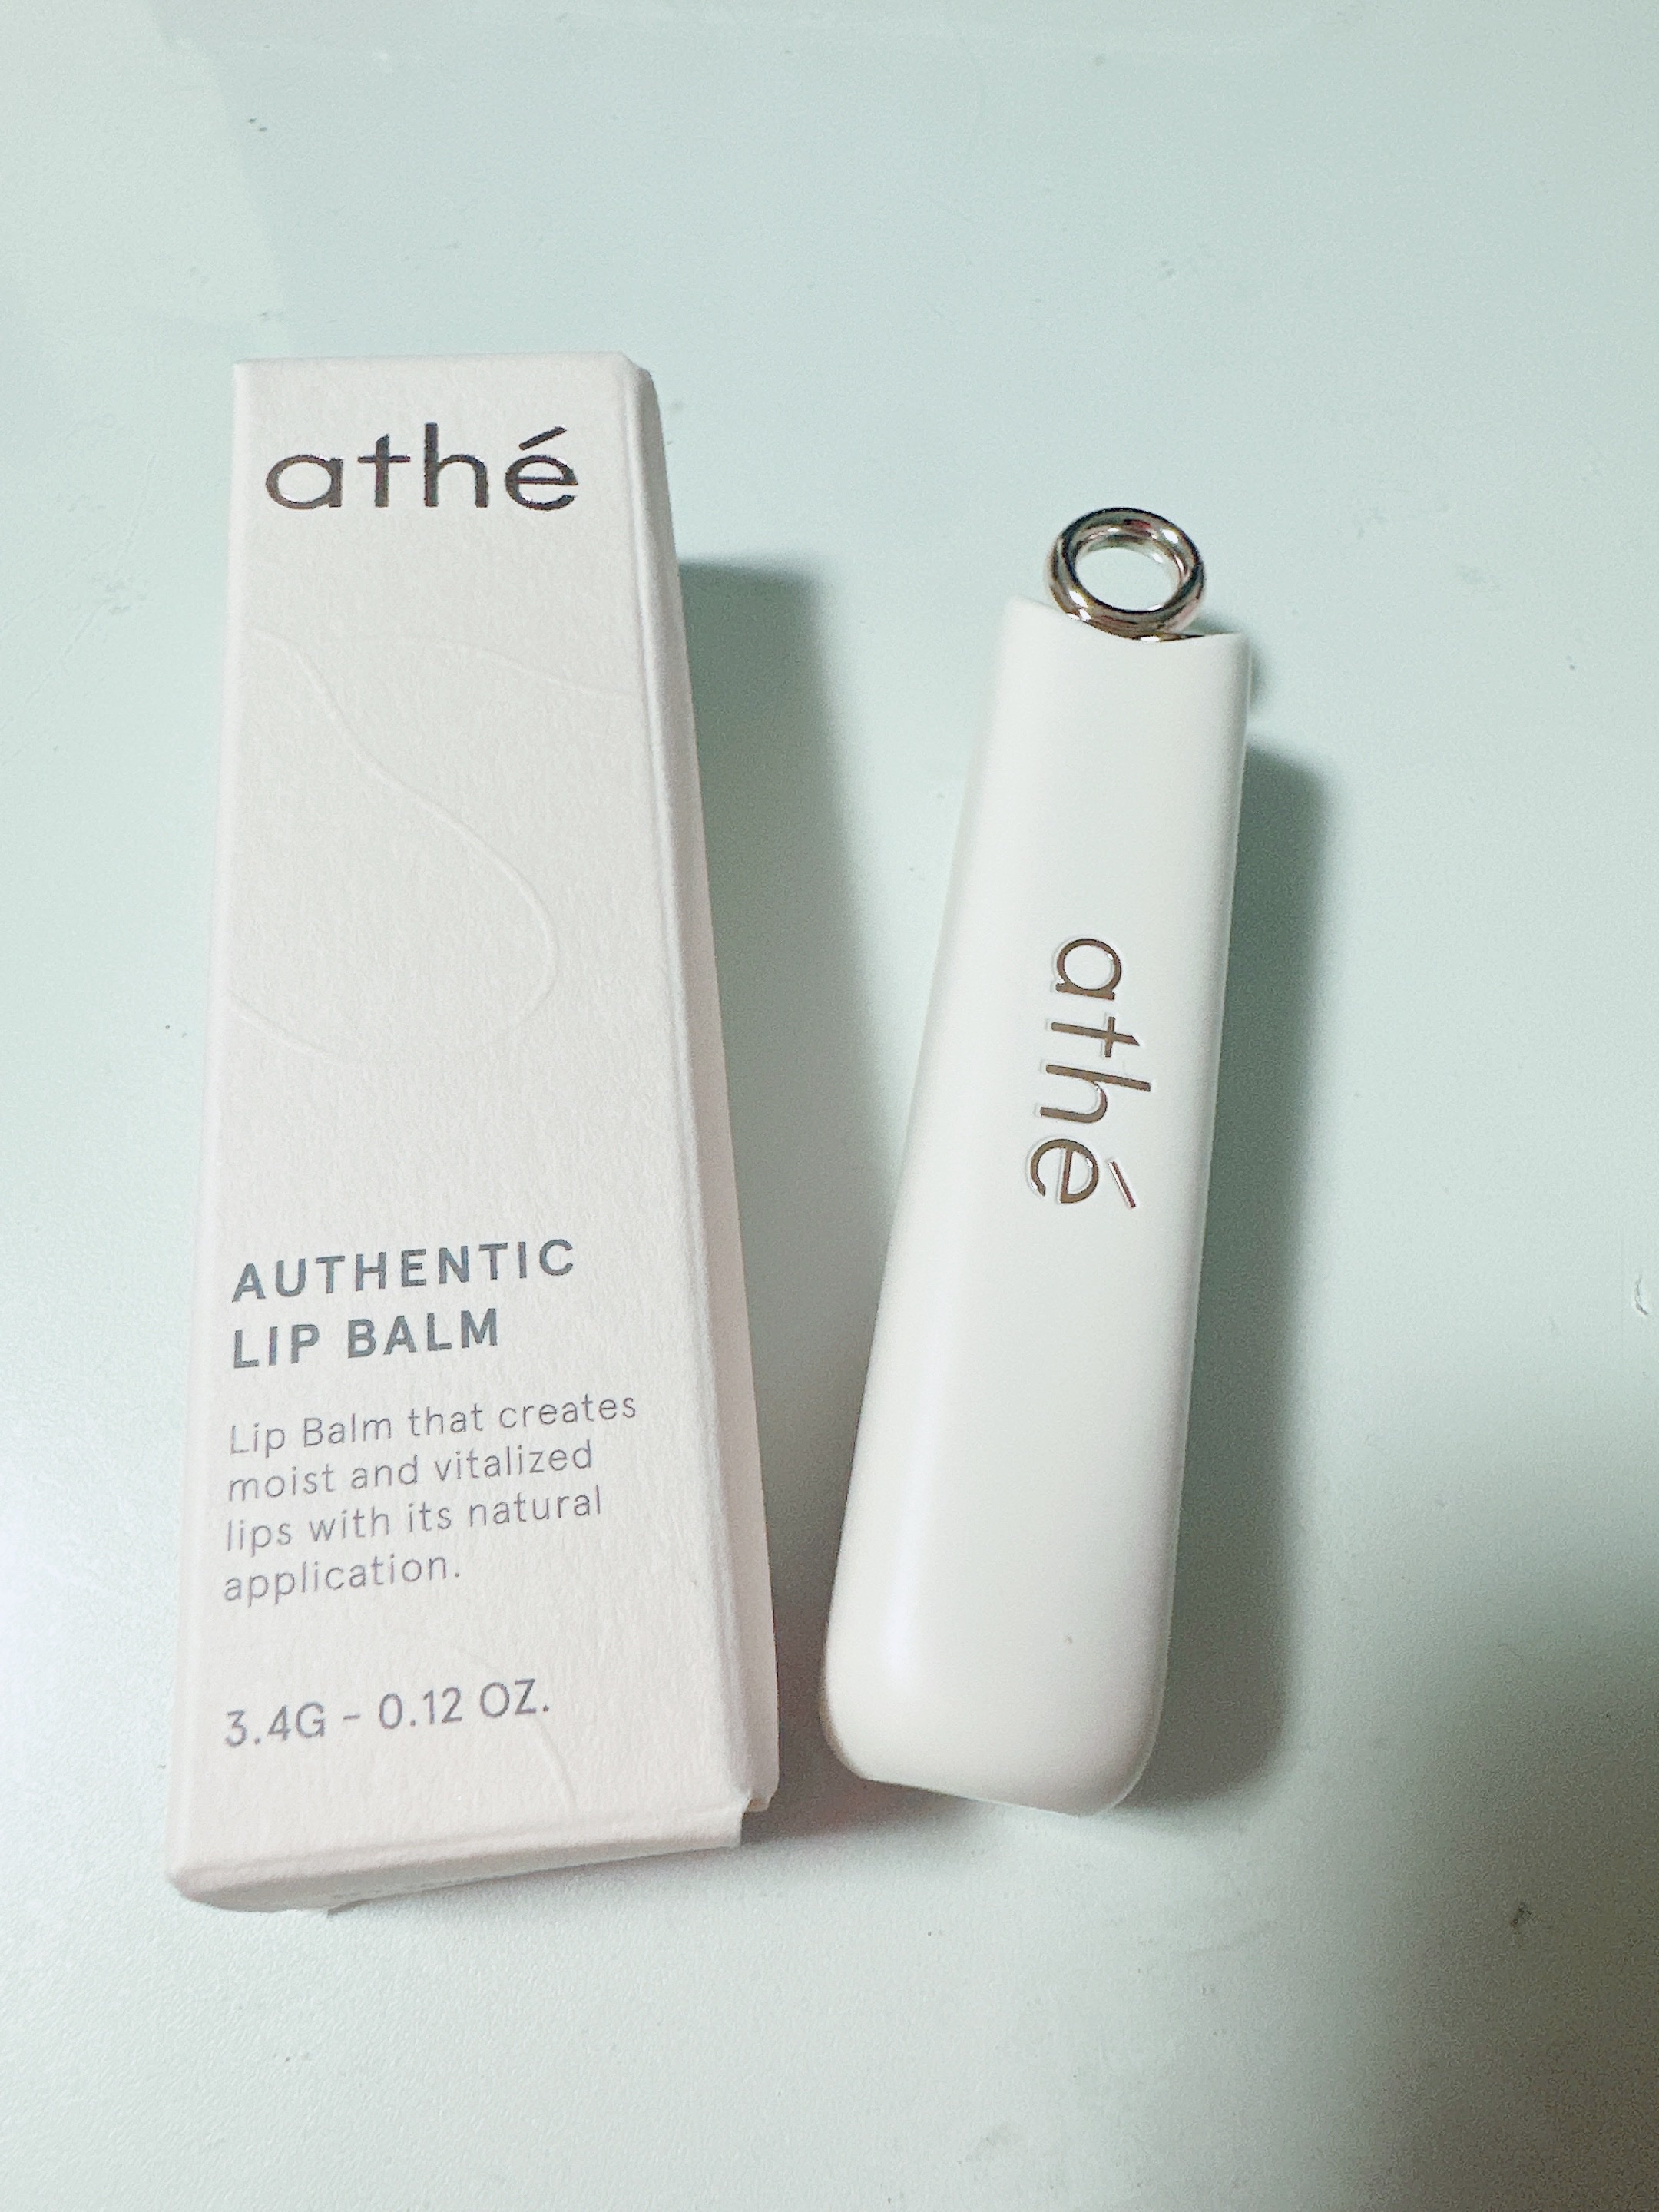 athé
AUTHENTIC
LIP BALM
Lip Balm that creates
moist and vitalized
lips with its natural
application.
3.4G - 0.12 OZ.
athé